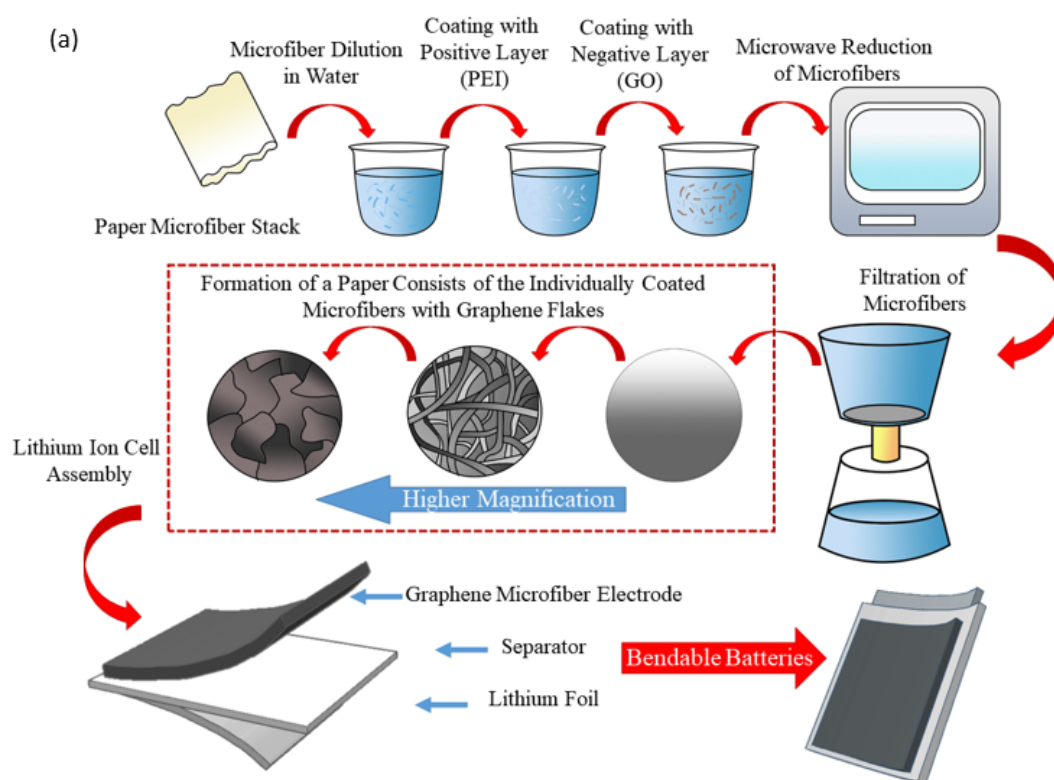 (a)
Microfiber Dilution
in Water
Coating with
Positive Layer
(PEI)
Coating with
Negative Layer
(GO)
Microwave Reduction
of Microfibers
Paper Microfiber Stack
Formation of a Paper Consists of the Individually Coated
Microfibers with Graphene Flakes
Filtration of
Microfibers
Higher Magnification
Lithium Ion Cell
Assembly
Graphene Microfiber Electrode
Separator
Lithium Foil
Bendable Batteries